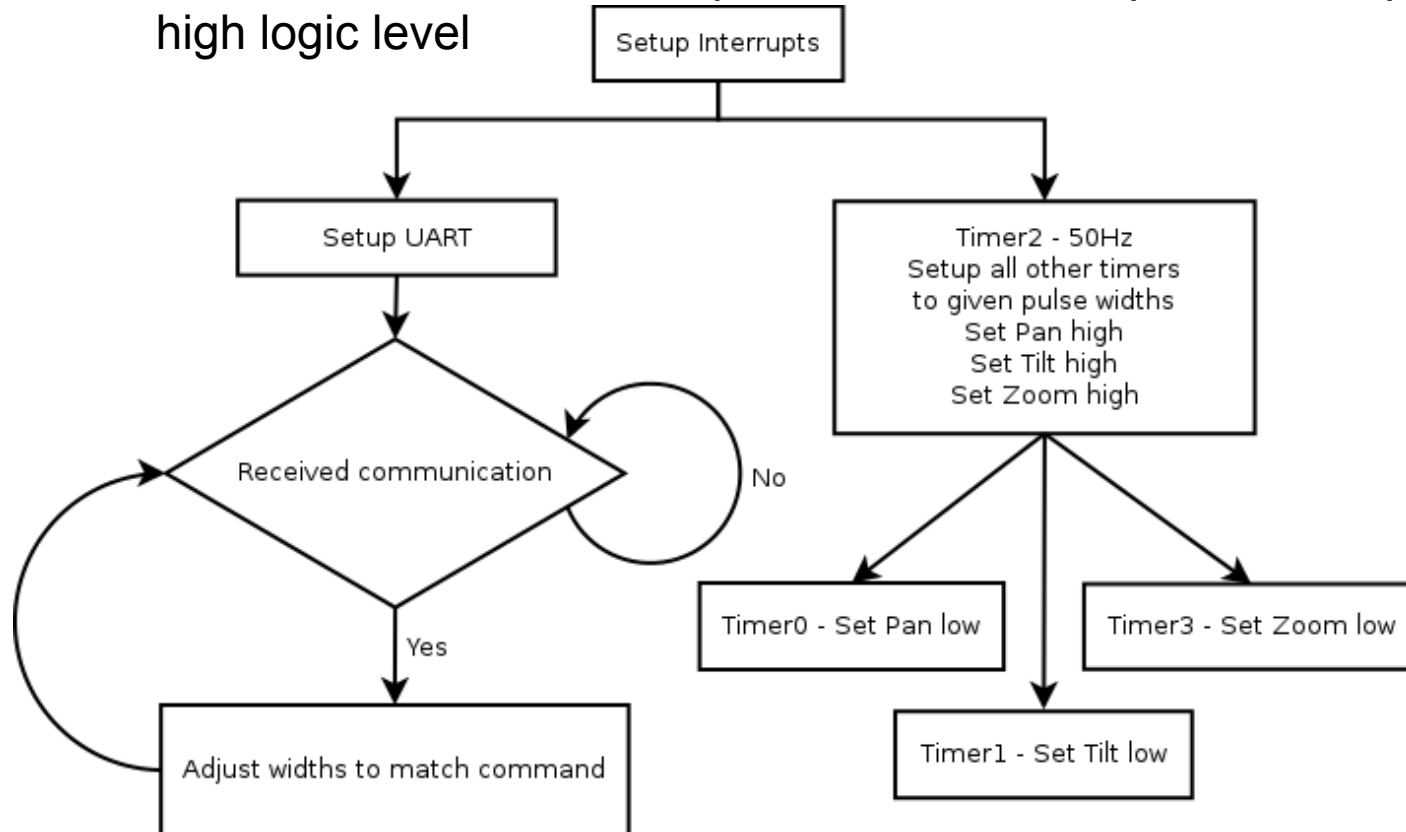 high logic level
Setup Interrupts
Setup UART
Timer2 - 50Hz
Setup all other timers
to given pulse widths
Set Pan high
Set Tilt high
Set Zoom high
Received communication
No
Timer0 - Set Pan low
Timer3 - Set Zoom low
Yes
Timer1 - Set Tilt low
Adjust widths to match command